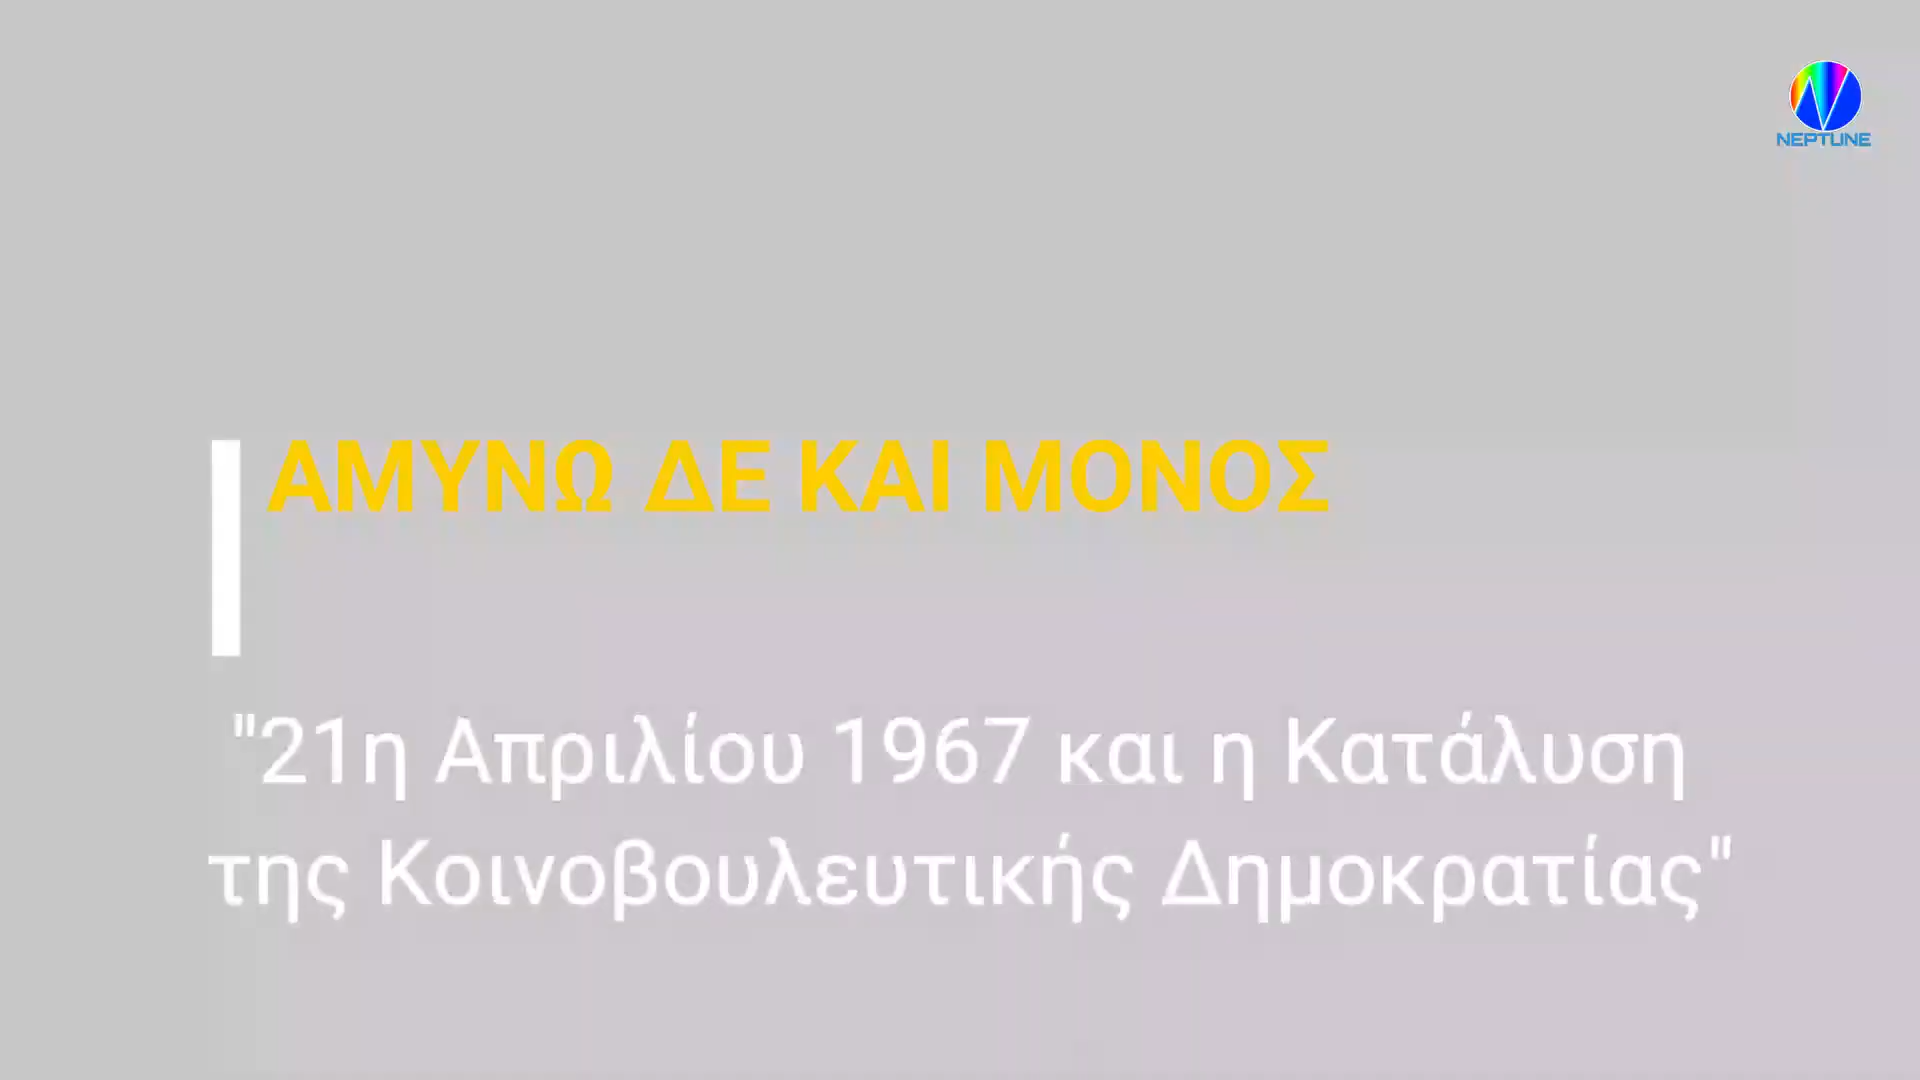 NEPTUNE
ΑΜΥΝΩ ΔΕ ΚΑΙ ΜΟΝΟΣ
"21η Απριλίου 1967 και η Κατάλυση
της Κοινοβουλευτικής Δημοκρατίας"